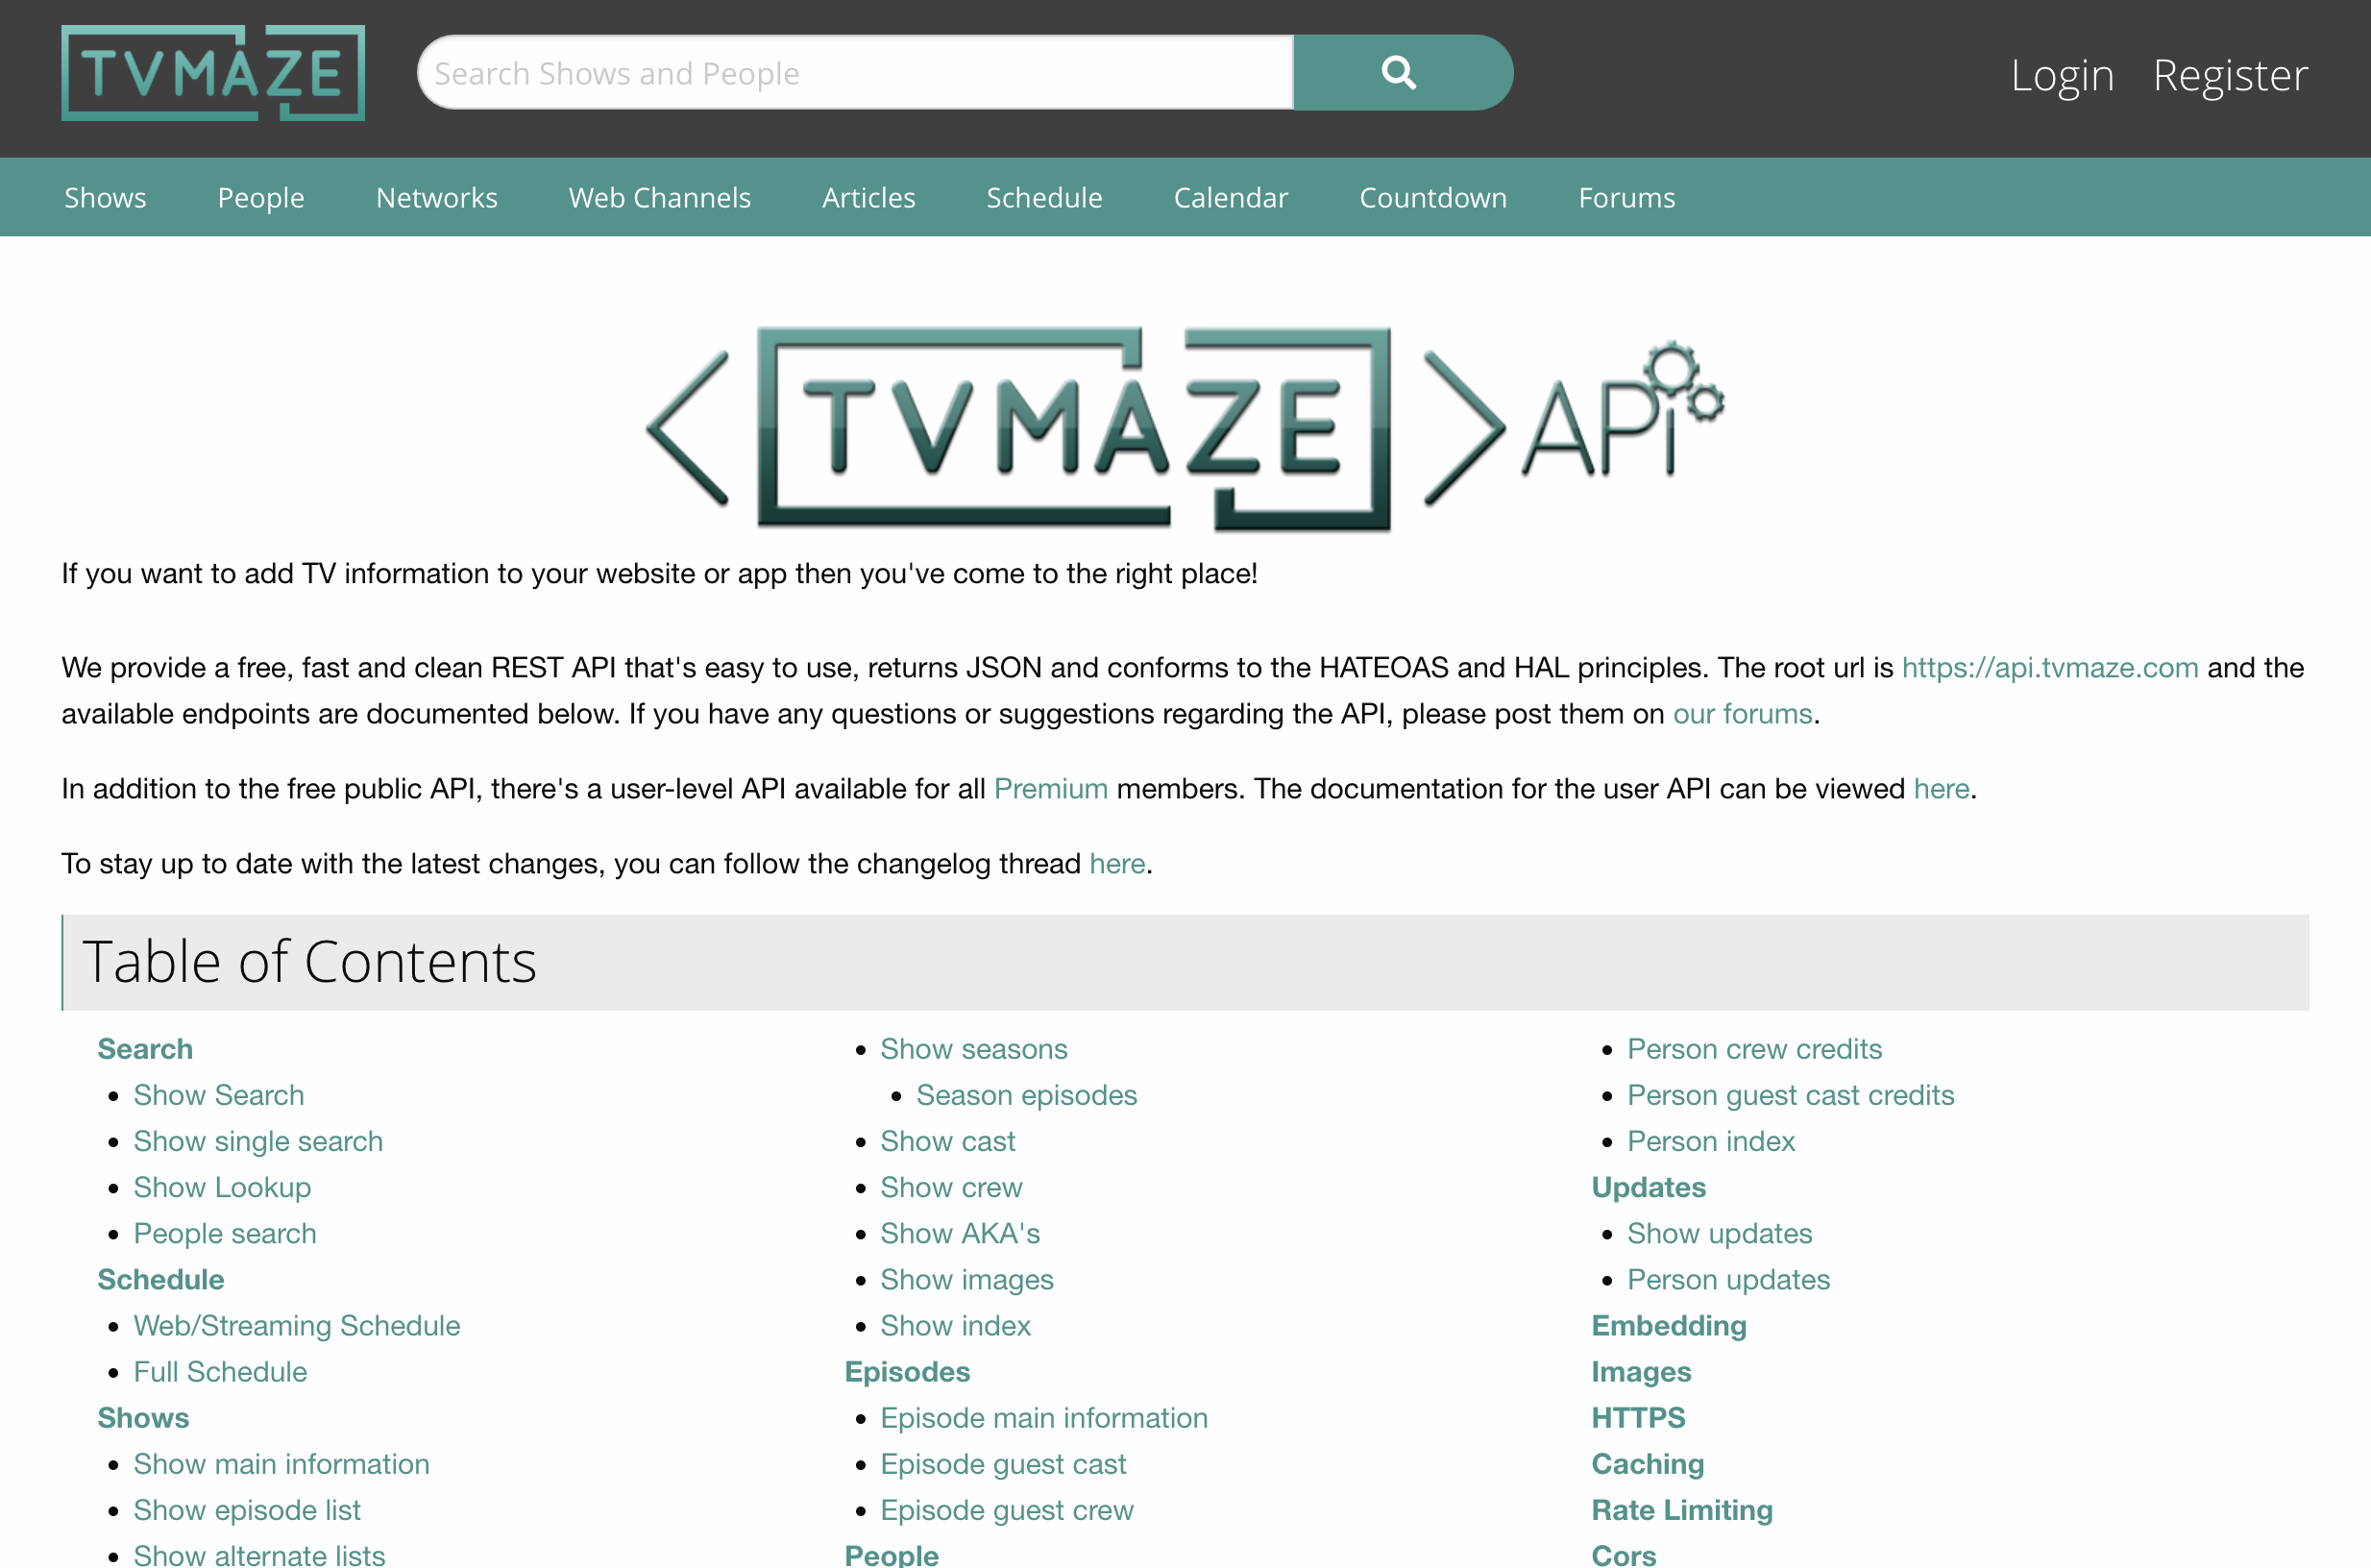 TVMAZE
Search Shows and People
Login Register
Shows People Networks Web Channels Articles Schedule Calendar Countdown Forums
<TVMAZE> APi
If you want to add TV information to your website or app then you've come to the right place!
We provide a free, fast and clean REST API that's easy to use, returns JSON and conforms to the HATEOAS and HAL principles. The root url is https://api.tvmaze.com and the
available endpoints are documented below. If you have any questions or suggestions regarding the API, please post them on our forums.
In addition to the free public API, there's a user-level API available for all Premium members. The documentation for the user API can be viewed here.
To stay up to date with the latest changes, you can follow the changelog thread here.
Table of Contents
Search
Show Search
Show single search
Show Lookup
People search
Schedule
Web/Streaming Schedule
Full Schedule
Shows
Show main information
Show episode list
Show alternate lists
Show seasons
Season episodes
Show cast
Show crew
Show AKA's
Show images
Show index
Episodes
Episode main information
Episode guest cast
Episode guest crew
People
Person crew credits
Person guest cast credits
Person index
Updates
Show updates
Person updates
Embedding
Images
HTTPS
Caching
Rate Limiting
Cors